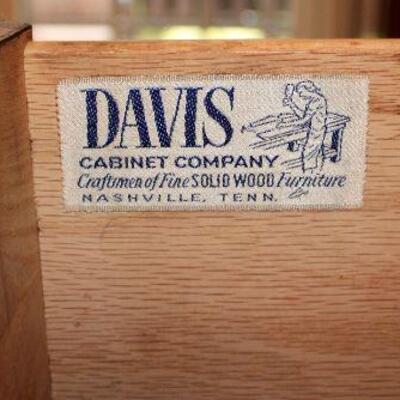 DAVIS
CABINET COMPANY
Craftsmen of Fine SOLID WOOD Furniture
NASHVILLE, TENN.